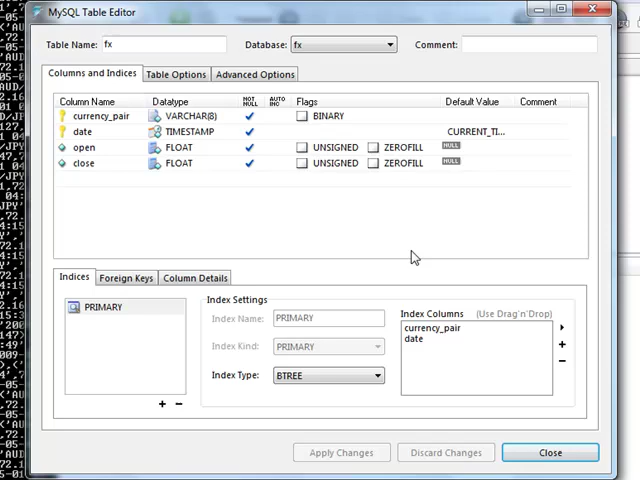 MySQL Table Editor
Table Name: fx Database: fx Comment:
Columns and Indices Table Options Advanced Options
Column Name Datatype NOT NULL AUTO INC Flags Default Value Comment
currency_pair VARCHAR(8) BINARY
date TIMESTAMP CURRENT_TI...
open FLOAT UNSIGNED ZEROFILL NULL
close FLOAT UNSIGNED ZEROFILL NULL
Indices Foreign Keys Column Details
PRIMARY
Index Settings
Index Name: PRIMARY
Index Kind: PRIMARY
Index Type: BTREE
Index Columns (Use Drag'n'Drop)
currency_pair
date
Apply Changes Discard Changes Close